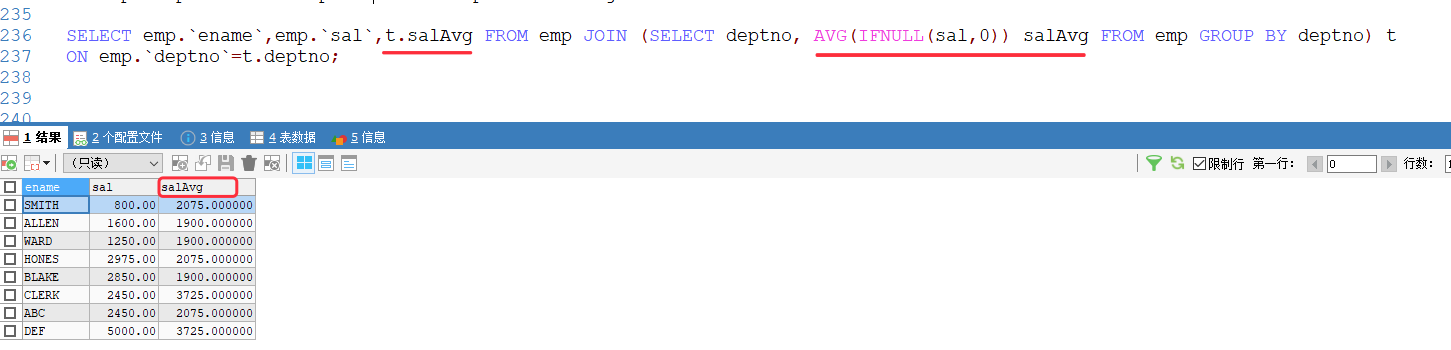 235
236 SELECT emp.`ename`,emp.`sal`,t.salAvg FROM emp JOIN (SELECT deptno, AVG(IFNULL(sal,0)) salAvg FROM emp GROUP BY deptno) t
237 ON emp.`deptno`=t.deptno;
238
239
240
1 结果 2 个配置文件 3 信息 4 表数据 5 信息
(只读) 限制行 第一行: 0 行数:
ename sal salAvg
SMITH 800.00 2075.000000
ALLEN 1600.00 1900.000000
WARD 1250.00 1900.000000
HONES 2975.00 2075.000000
BLAKE 2850.00 1900.000000
CLERK 2450.00 3725.000000
ABC 2450.00 2075.000000
DEF 5000.00 3725.000000